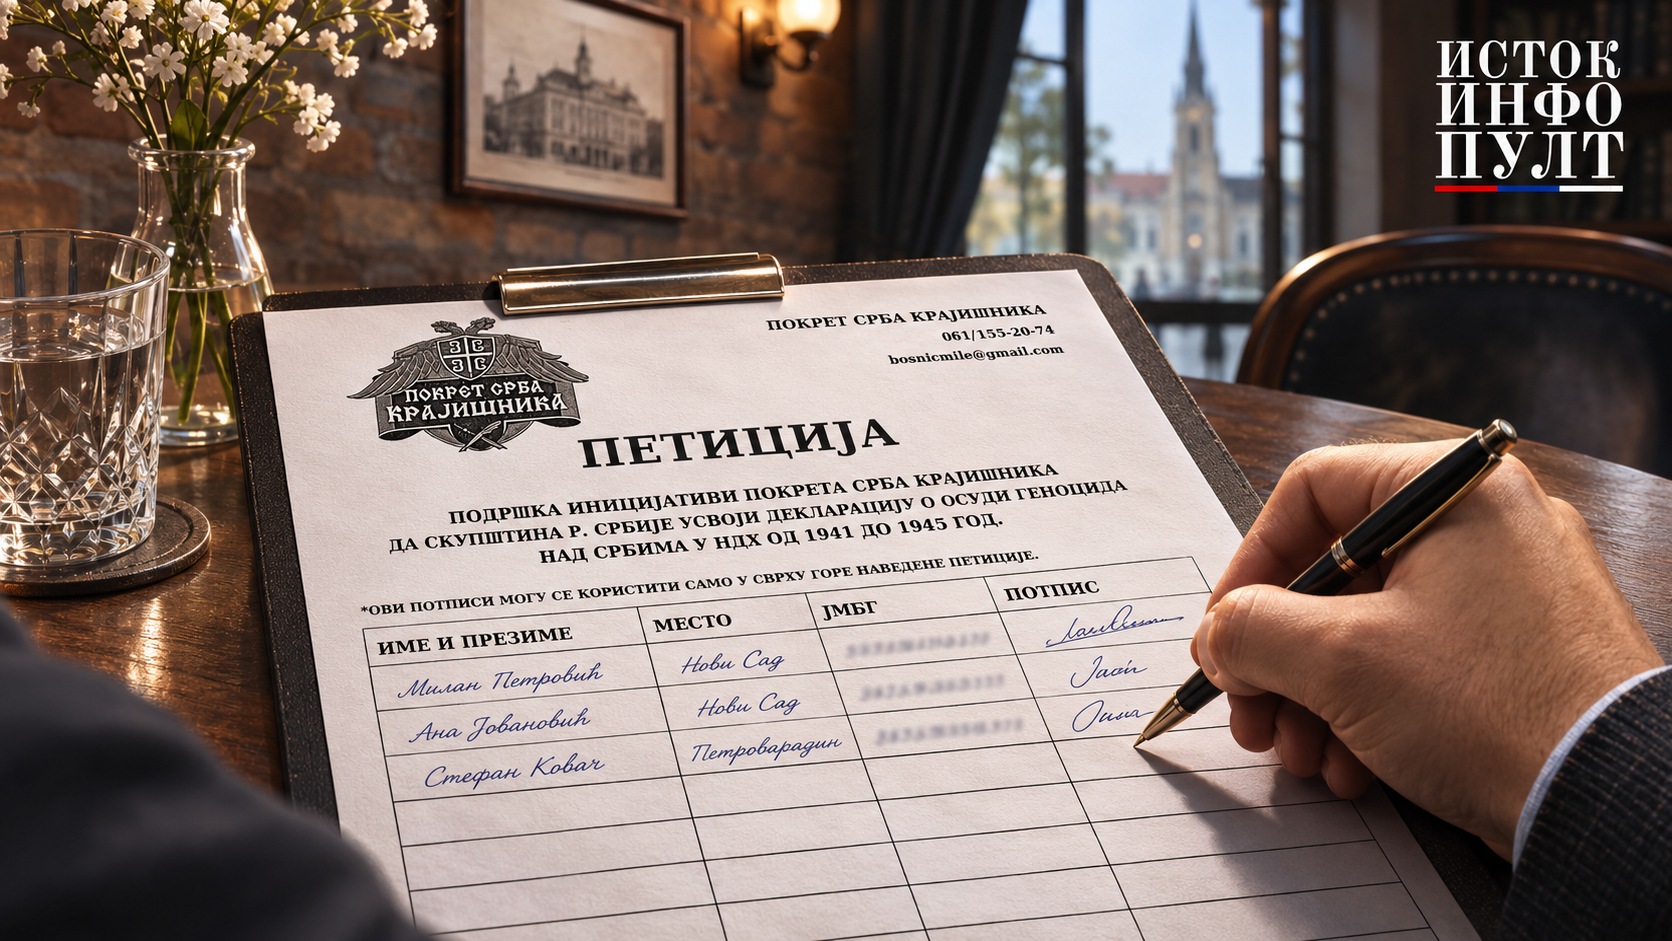 ИСТОК
ИНФО
ПУЛТ
ПОКРЕТ СРБА КРАЈИШНИКА
061/155-20-74
bosnicmile@gmail.com
ПОКРЕТ СРБА
КРАЈИШНИКА
ПЕТИЦИЈА
ПОДРШКА ИНИЦИЈАТИВИ ПОКРЕТА СРБА КРАЈИШНИКА
ДА СКУПШТИНА Р. СРБИЈЕ УСВОЈИ ДЕКЛАРАЦИЈУ О ОСУДИ ГЕНОЦИДА
НАД СРБИМА У НДХ ОД 1941 ДО 1945 ГОД.
*ОВИ ПОТПИСИ МОГУ СЕ КОРИСТИТИ САМО У СВРХУ ГОРЕ НАВЕДЕНЕ ПЕТИЦИЈЕ.
ИМЕ И ПРЕЗИМЕ МЕСТО ЈМБГ ПОТПИС
Милан Петровић Нови Сад
Ана Јовановић Нови Сад
Стефан Ковач Петроварадин